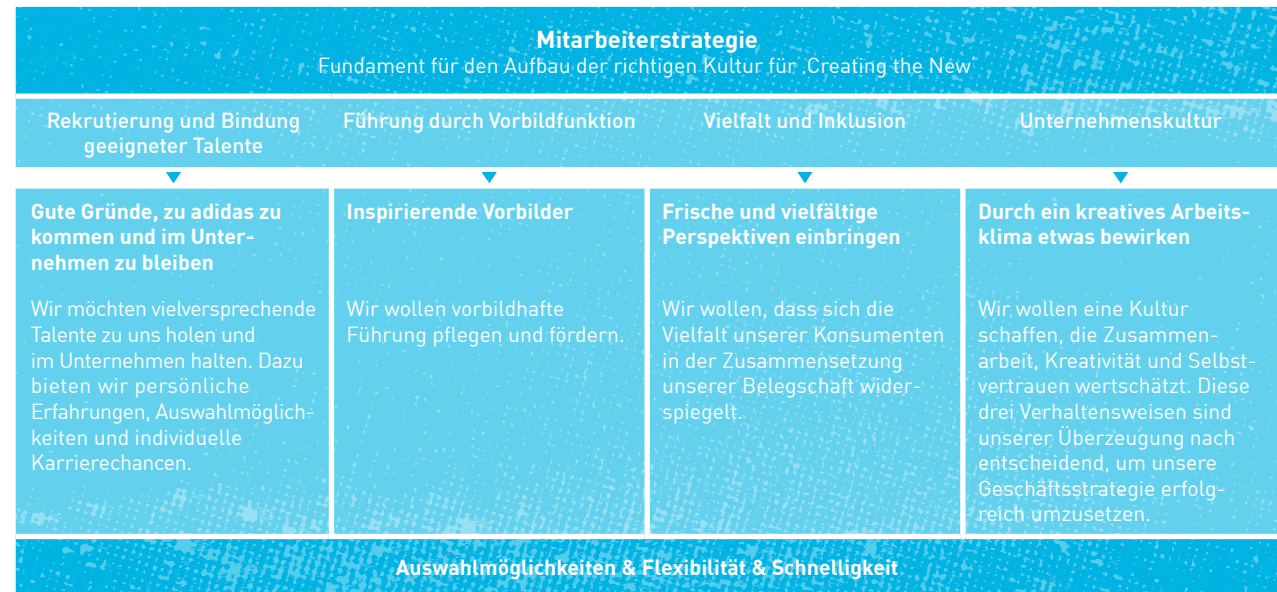 Mitarbeiterstrategie
Fundament für den Aufbau der richtigen Kultur für ‚Creating the New‘
Rekrutierung und Bindung
geeigneter Talente
Führung durch Vorbildfunktion
Vielfalt und Inklusion
Unternehmenskultur
Gute Gründe, zu adidas zu
kommen und im Unter-
nehmen zu bleiben
Wir möchten vielversprechende
Talente zu uns holen und
im Unternehmen halten. Dazu
bieten wir persönliche
Erfahrungen, Auswahlmöglich-
keiten und individuelle
Karrierechancen.
Inspirierende Vorbilder
Wir wollen vorbildhafte
Führung pflegen und fördern.
Frische und vielfältige
Perspektiven einbringen
Wir wollen, dass sich die
Vielfalt unserer Konsumenten
in der Zusammensetzung
unserer Belegschaft wider-
spiegelt.
Durch ein kreatives Arbeits-
klima etwas bewirken
Wir wollen eine Kultur
schaffen, die Zusammen-
arbeit, Kreativität und Selbst-
vertrauen wertschätzt. Diese
drei Verhaltensweisen sind
unserer Überzeugung nach
entscheidend, um unsere
Geschäftsstrategie erfolg-
reich umzusetzen.
Auswahlmöglichkeiten & Flexibilität & Schnelligkeit